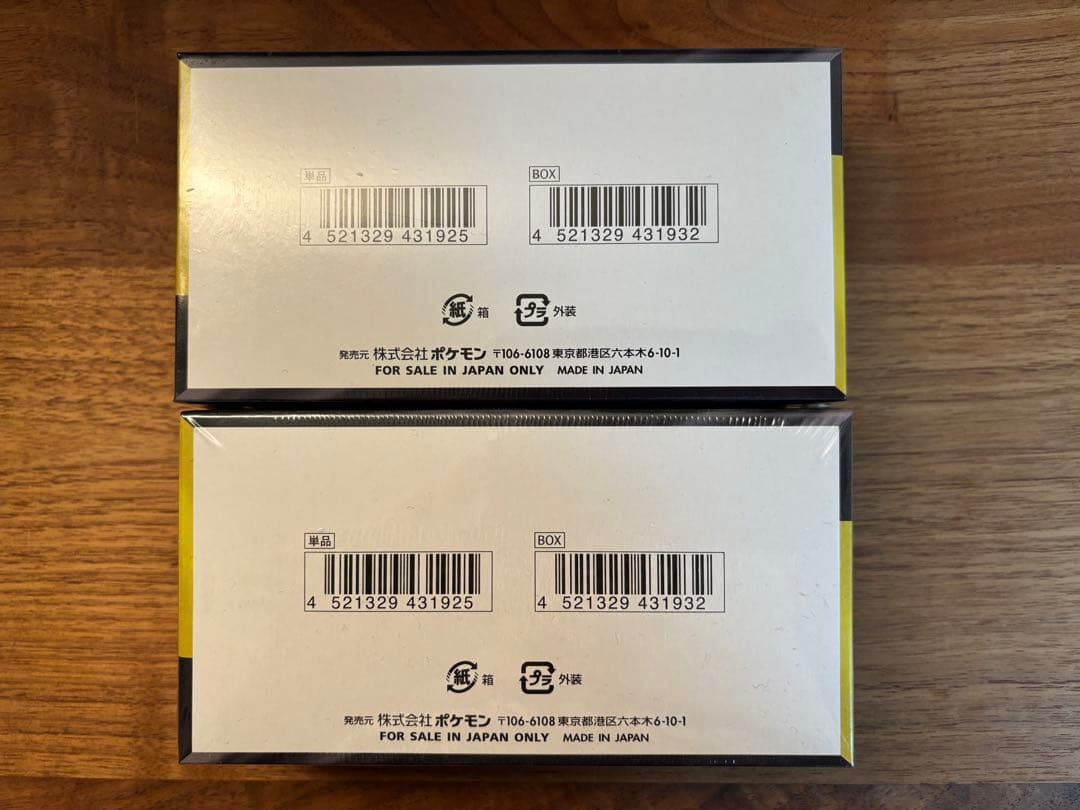 単品
BOX
4 521329 431925
4 521329 431932
紙 箱 プラ 外装
発売元 株式会社 ポケモン 〒106-6108 東京都港区六本木6-10-1
FOR SALE IN JAPAN ONLY MADE IN JAPAN
単品
BOX
4 521329 431925
4 521329 431932
紙 箱 プラ 外装
発売元 株式会社 ポケモン 〒106-6108 東京都港区六本木6-10-1
FOR SALE IN JAPAN ONLY MADE IN JAPAN